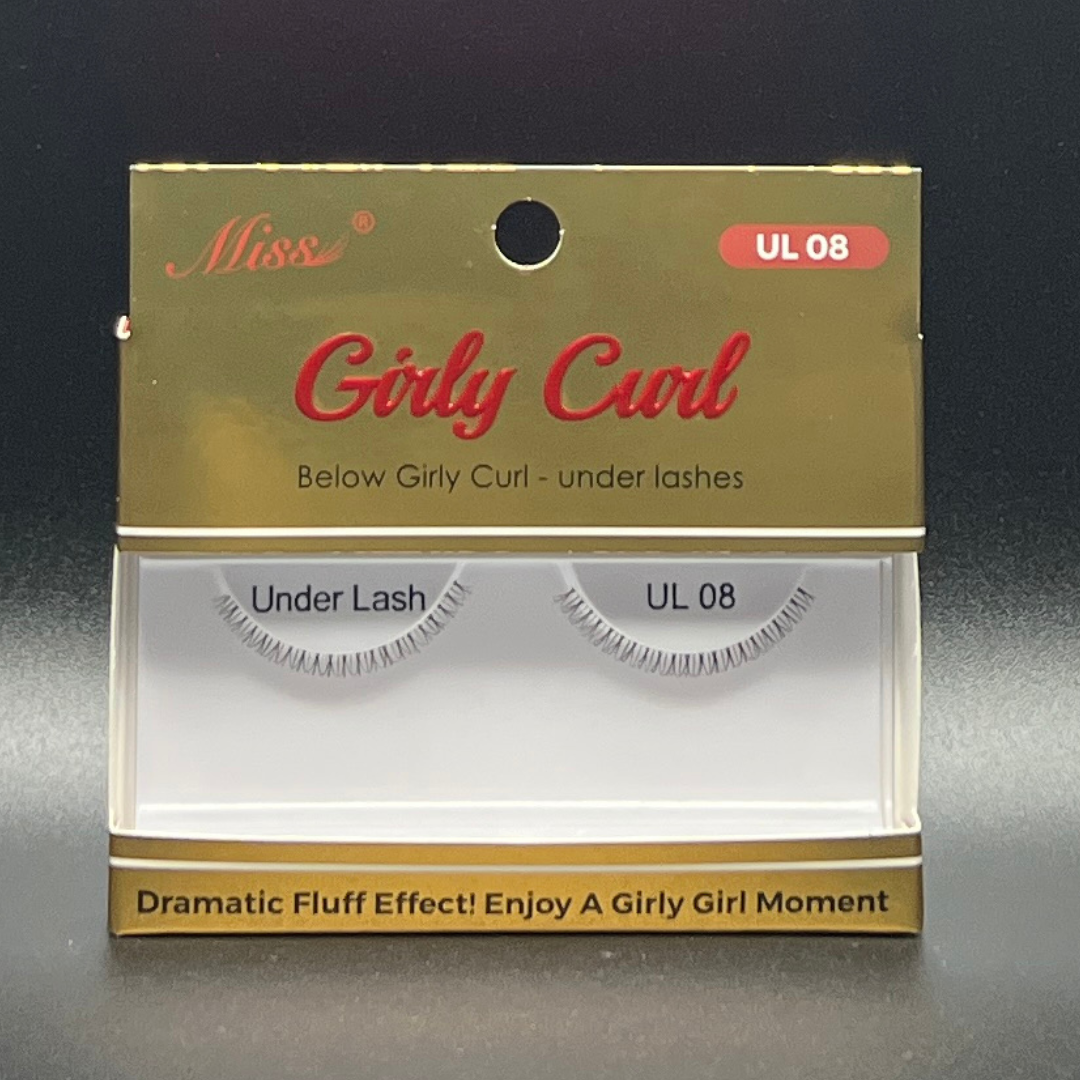 Miss®
UL 08
Girly Curl
Below Girly Curl - under lashes
Under Lash
UL 08
Dramatic Fluff Effect! Enjoy A Girly Girl Moment